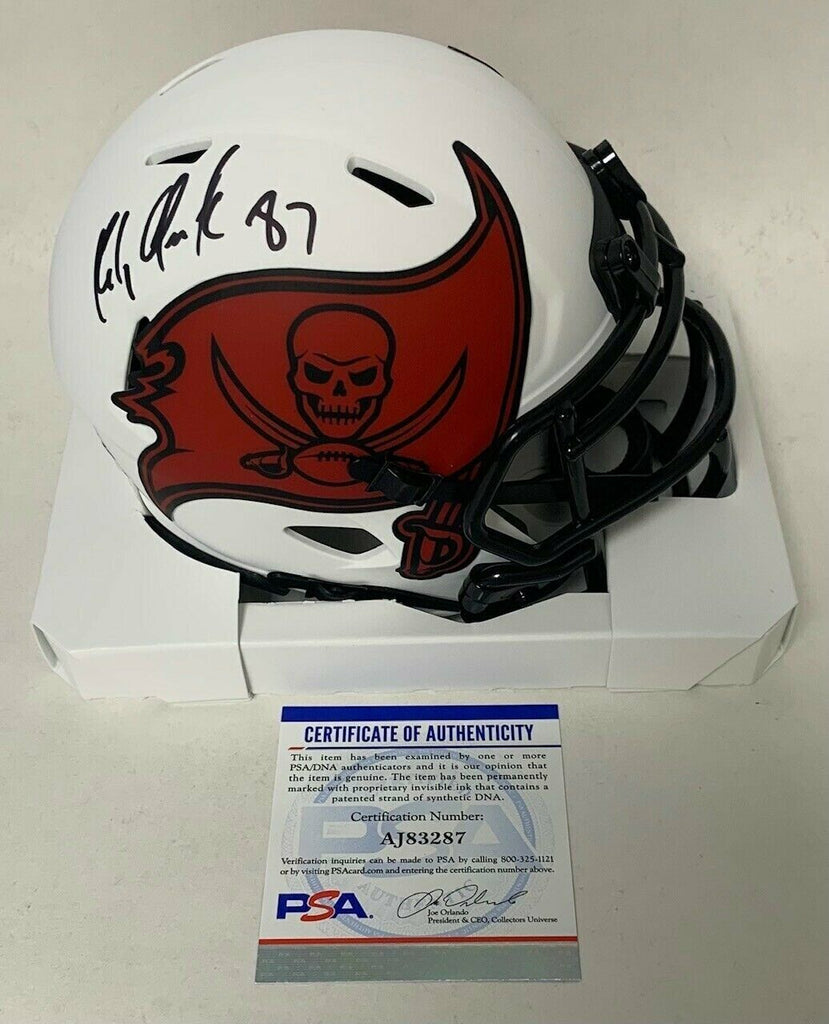 87
CERTIFICATE OF AUTHENTICITY
This item has been examined by one or more
PSA/DNA authenticators and it is our opinion that
the item is genuine. The item has been permanently
marked with proprietary invisible ink that contains a
patented strand of synthetic DNA.
Certification Number:
AJ83287
Verification inquiries can be made to PSA by calling 800-325-1121
or by visiting PSAcard.com and entering the certification number above.
PSA.
Joe Orlando
President & CEO, Collectors Universe